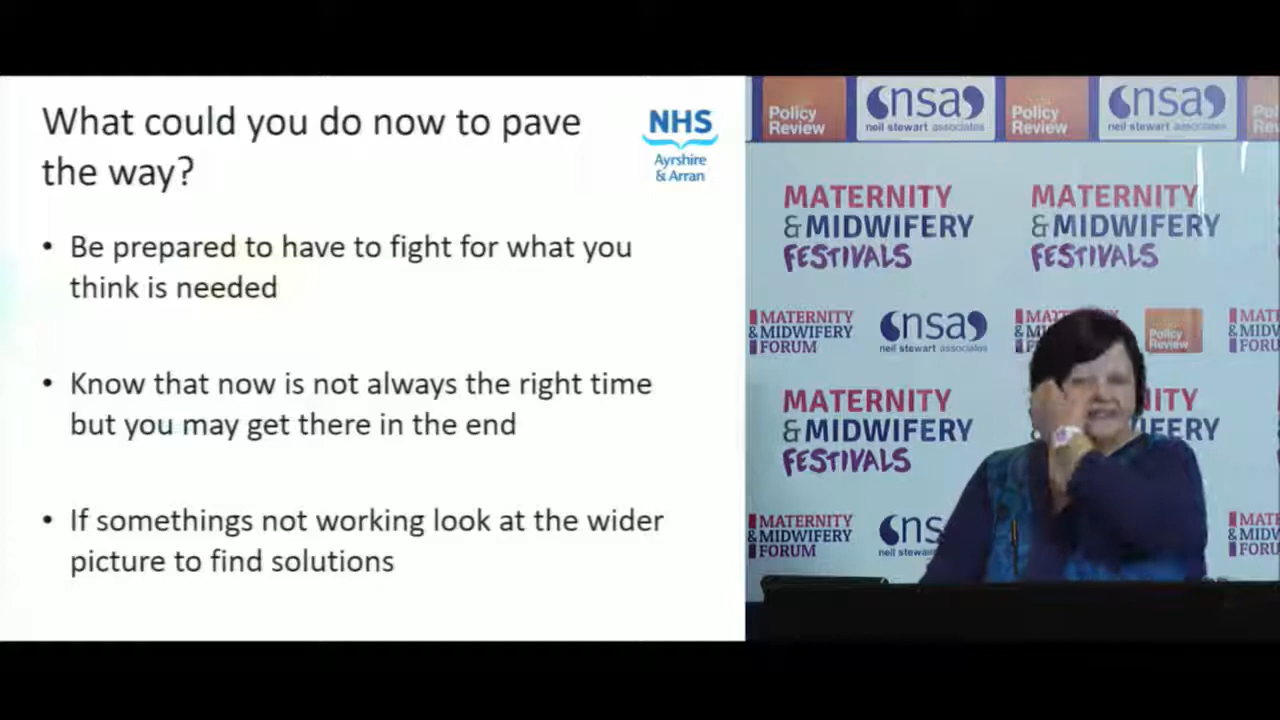 What could you do now to pave
the way?
NHS
Ayrshire
& Arran
• Be prepared to have to fight for what you
think is needed
• Know that now is not always the right time
but you may get there in the end
• If somethings not working look at the wider
picture to find solutions
Policy
Review
nsa
neil stewart associates
Policy
Review
nsa
neil stewart associates
MATERNITY
& MIDWIFERY
FESTIVALS
MATERNITY
& MIDWIFERY
FESTIVALS
MATERNITY
& MIDWIFERY
FORUM
nsa
neil stewart associates
Policy
Review
MATERNITY
& MIDWIFERY
FESTIVALS
MATERNITY
& MIDWIFERY
FORUM